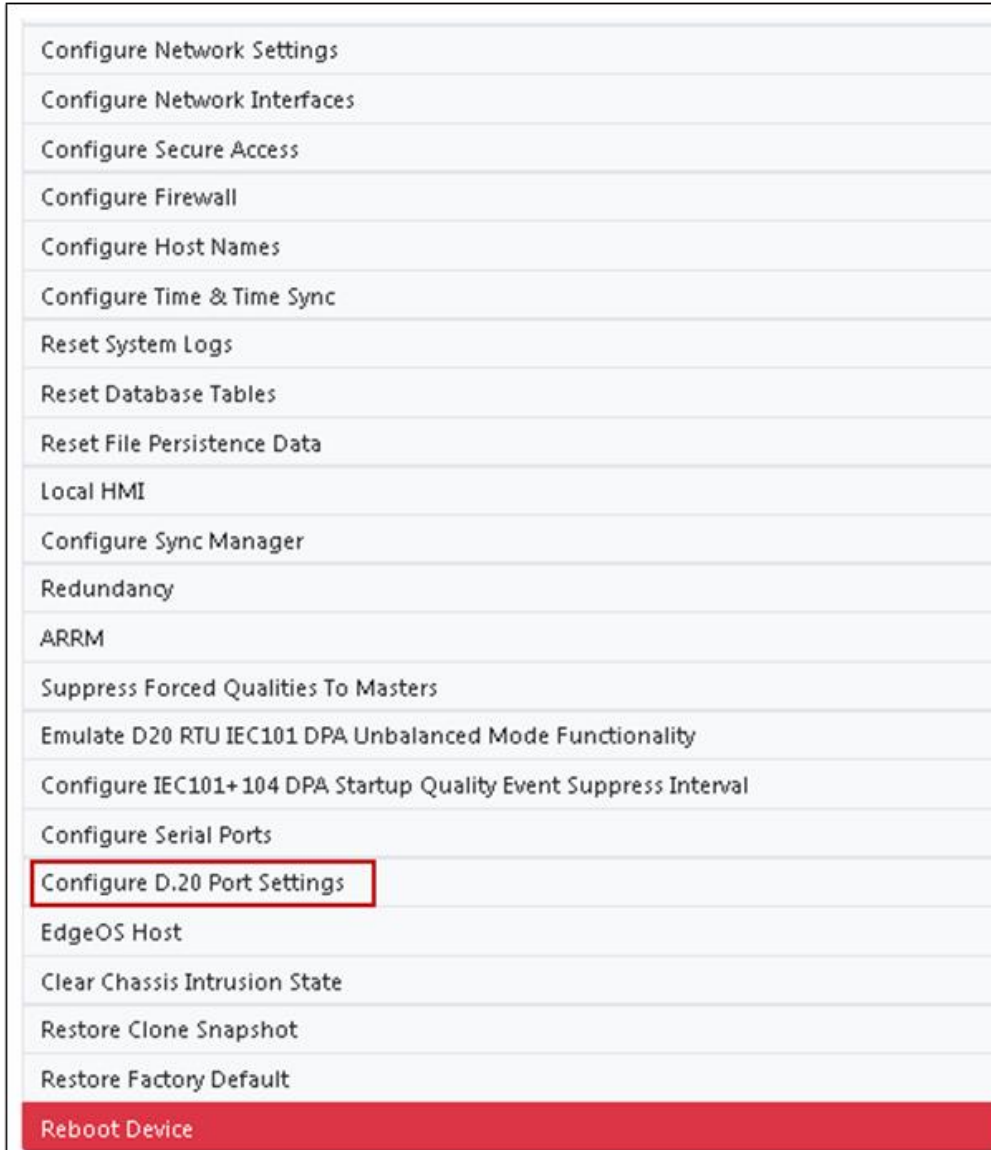 Configure Network Settings
Configure Network Interfaces
Configure Secure Access
Configure Firewall
Configure Host Names
Configure Time & Time Sync
Reset System Logs
Reset Database Tables
Reset File Persistence Data
Local HMI
Configure Sync Manager
Redundancy
ARRM
Suppress Forced Qualities To Masters
Emulate D20 RTU IEC101 DPA Unbalanced Mode Functionality
Configure IEC101+104 DPA Startup Quality Event Suppress Interval
Configure Serial Ports
Configure D.20 Port Settings
EdgeOS Host
Clear Chassis Intrusion State
Restore Clone Snapshot
Restore Factory Default
Reboot Device